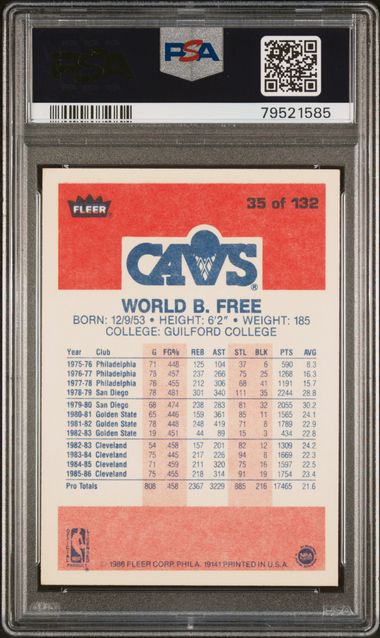 PSA
PSA
79521585
FLEER
35 of 132
CAVS ®
WORLD B. FREE
BORN: 12/9/53 • HEIGHT: 6'2" • WEIGHT: 185
COLLEGE: GUILFORD COLLEGE
Year Club G FG% REB AST STL BLK PTS AVG
1975-76 Philadelphia 71 .448 125 104 37 6 590 8.3
1976-77 Philadelphia 78 .457 237 266 75 25 1268 16.3
1977-78 Philadelphia 76 .455 212 306 68 41 1191 15.7
1978-79 San Diego 78 .481 301 340 111 35 2244 28.8
1979-80 San Diego 68 .474 238 283 81 32 2055 30.2
1980-81 Golden State 65 .446 159 361 85 11 1565 24.1
1981-82 Golden State 78 .448 248 419 71 8 1789 22.9
1982-83 Golden State 19 .451 44 89 15 3 434 22.8
1982-83 Cleveland 54 .458 157 201 82 12 1309 24.2
1983-84 Cleveland 75 .445 217 226 94 8 1669 22.3
1984-85 Cleveland 71 .459 211 320 75 16 1597 22.5
1985-86 Cleveland 75 .455 218 314 91 19 1754 23.4
Pro Totals 808 .458 2367 3229 885 216 17465 21.6
© 1986 FLEER CORP. PHILA. 19141 PRINTED IN U.S.A.